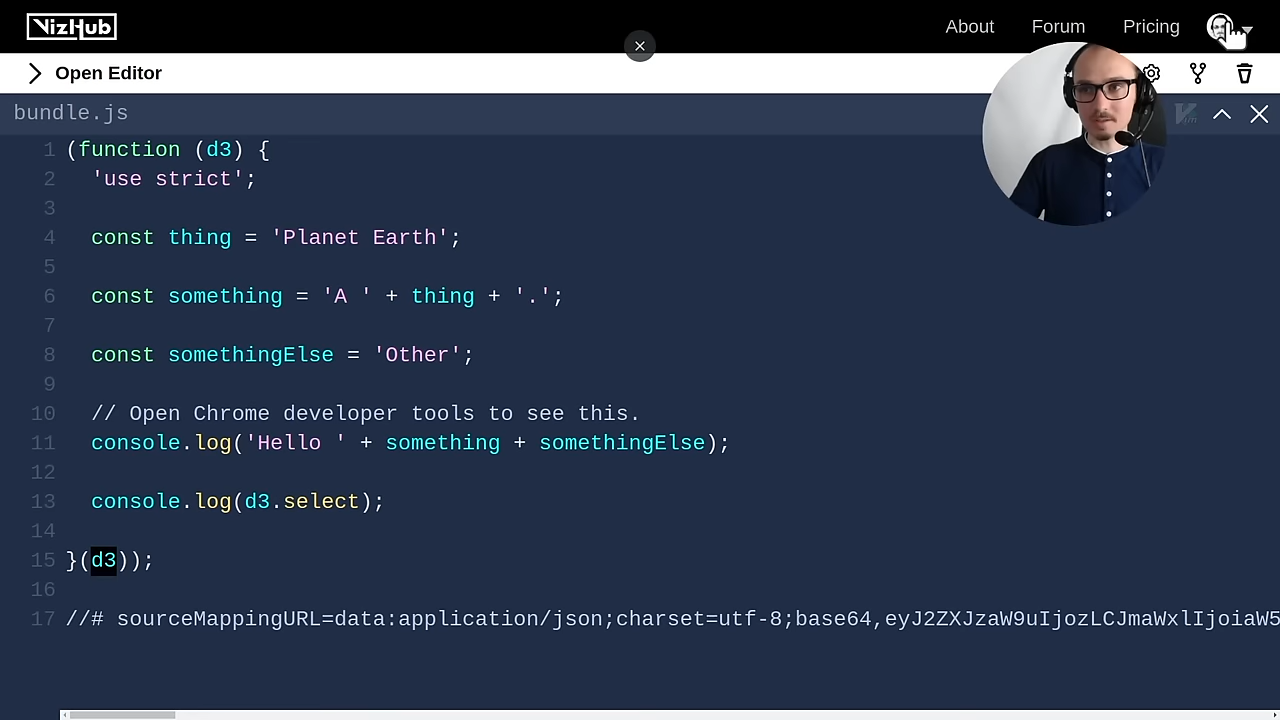 VizHub
About Forum Pricing
Open Editor
bundle.js
1 (function (d3) {
2 'use strict';
3
4 const thing = 'Planet Earth';
5
6 const something = 'A ' + thing + '.';
7
8 const somethingElse = 'Other';
9
10 // Open Chrome developer tools to see this.
11 console.log('Hello ' + something + somethingElse);
12
13 console.log(d3.select);
14
15 }(d3));
16
17 //# sourceMappingURL=data:application/json;charset=utf-8;base64,eyJ2ZXJzaW9uIjozLCJmaWxlIjoiaW5